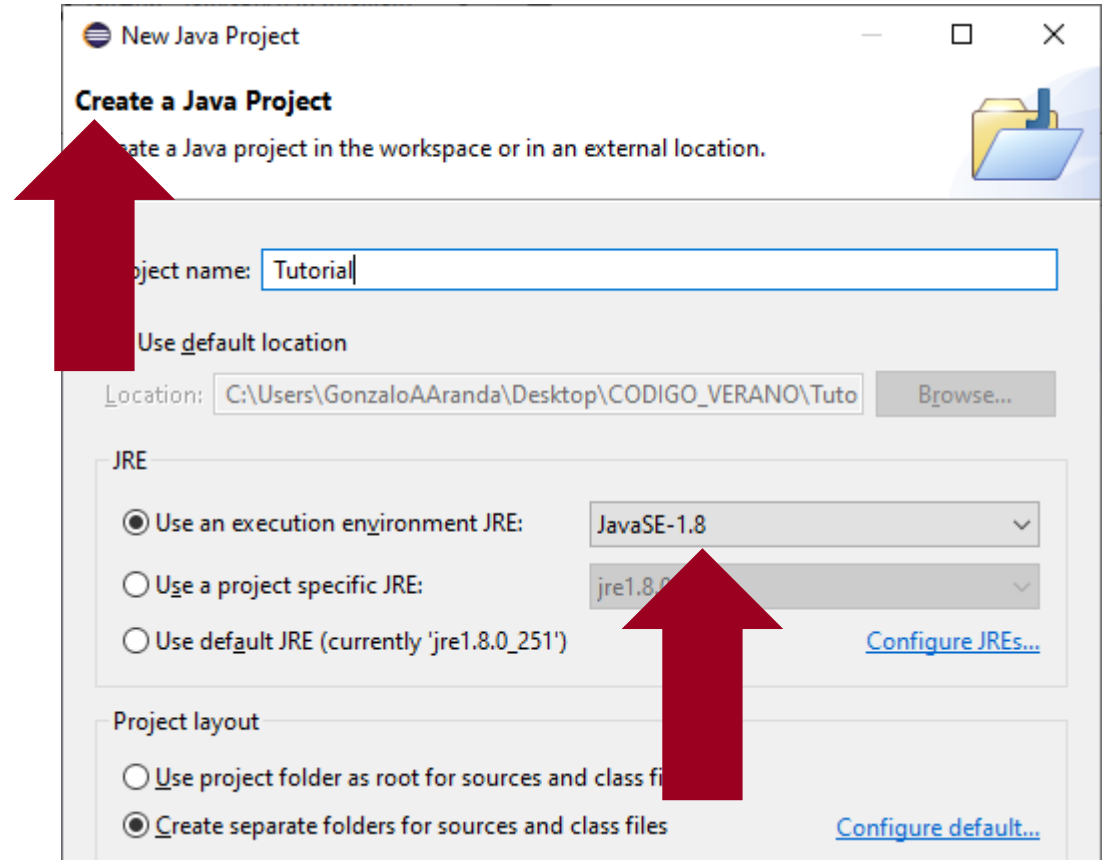 New Java Project
Create a Java Project
ate a Java project in the workspace or in an external location.
oject name: Tutorial
Use default location
Location: C:\Users\GonzaloAAranda\Desktop\CODIGO_VERANO\Tuto Browse...
JRE
Use an execution environment JRE: JavaSE-1.8
Use a project specific JRE: jre1.8.0
Use default JRE (currently 'jre1.8.0_251') Configure JREs...
Project layout
Use project folder as root for sources and class fi
Create separate folders for sources and class files Configure default...